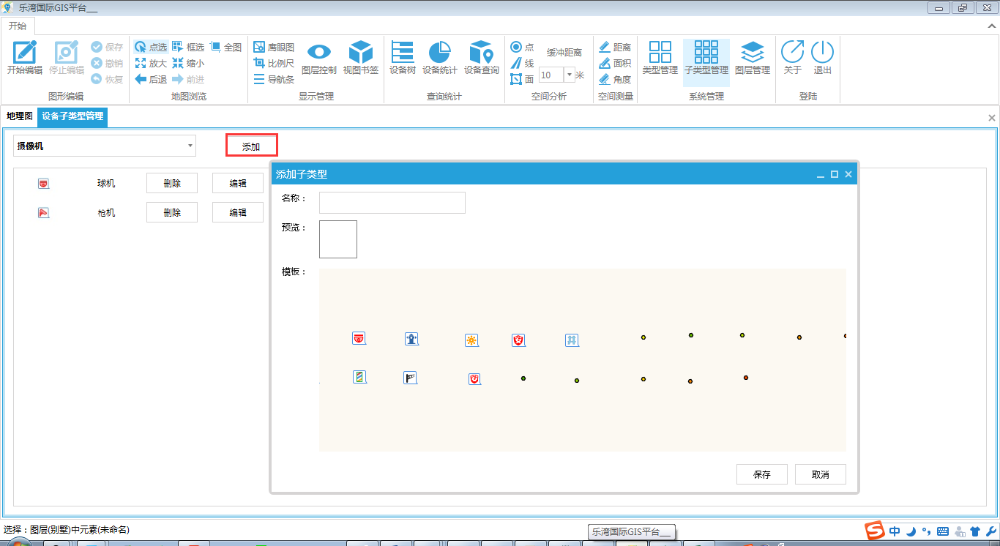 乐湾国际GIS平台___
开始
开始编辑 停止编辑 保存 撤销 恢复
图形编辑
点选 框选 全图
放大 缩小
后退 前进
地图浏览
鹰眼图 比例尺 导航条 图层控制 视图书签
显示管理
设备树 设备统计 设备查询
查询统计
点 线 面 缓冲距离 10 米
空间分析
距离 面积 角度
空间测量
类型管理 子类型管理 图层管理
系统管理
关于 退出
登陆
地理图 设备子类型管理
摄像机 添加
球机 删除 编辑
枪机 删除 编辑
添加子类型
名称：
预览：
模板：
安
保存 取消
选择：图层(别墅)中元素(未命名)
乐湾国际GIS平台___
S 中